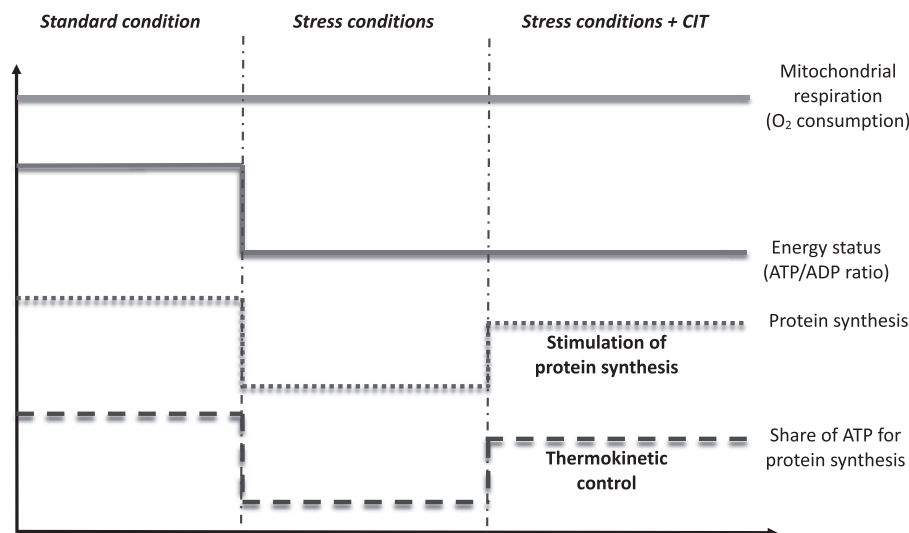 Standard condition
Stress conditions
Stress conditions + CIT
Mitochondrial
respiration
(O₂ consumption)
Energy status
(ATP/ADP ratio)
Protein synthesis
Stimulation of
protein synthesis
Share of ATP for
protein synthesis
Thermokinetic
control